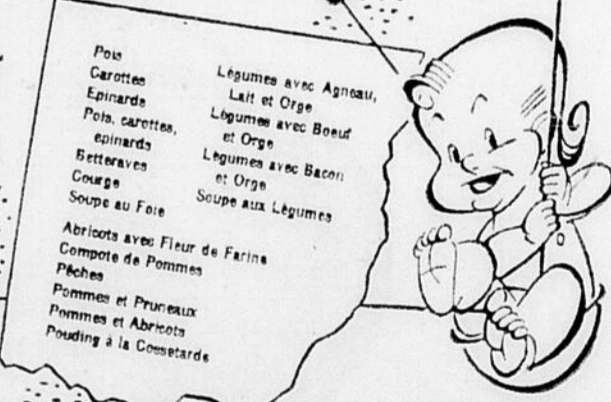 Pois
Carottes
Epinards
Pois, carottes,
epinards
Betteraves
Courge
Soupe au Foie
Légumes avec Agneau,
Lait et Orge
Légumes avec Boeuf
et Orge
Légumes avec Bacon
et Orge
Soupe aux Légumes
Abricots avec Fleur de Farine
Compote de Pommes
Pêches
Pommes et Pruneaux
Pommes et Abricots
Pouding à la Cossetarde